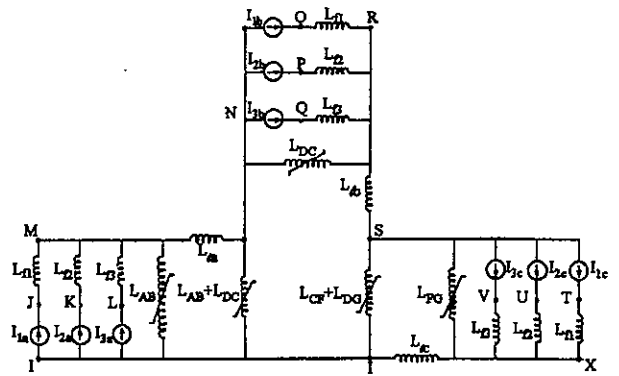 I1b O Lf1 R
I2b P Lf2
N I3b Q Lf3
LDC
M Lfb S
Lfa
Lf1 Lf2 Lf3 LAB LAB+LDC LCF+LDG LFG I3c I2c I1c
J K L V U T
I1a I2a I3a Lf3 Lf2 Lf1
I Lfc X